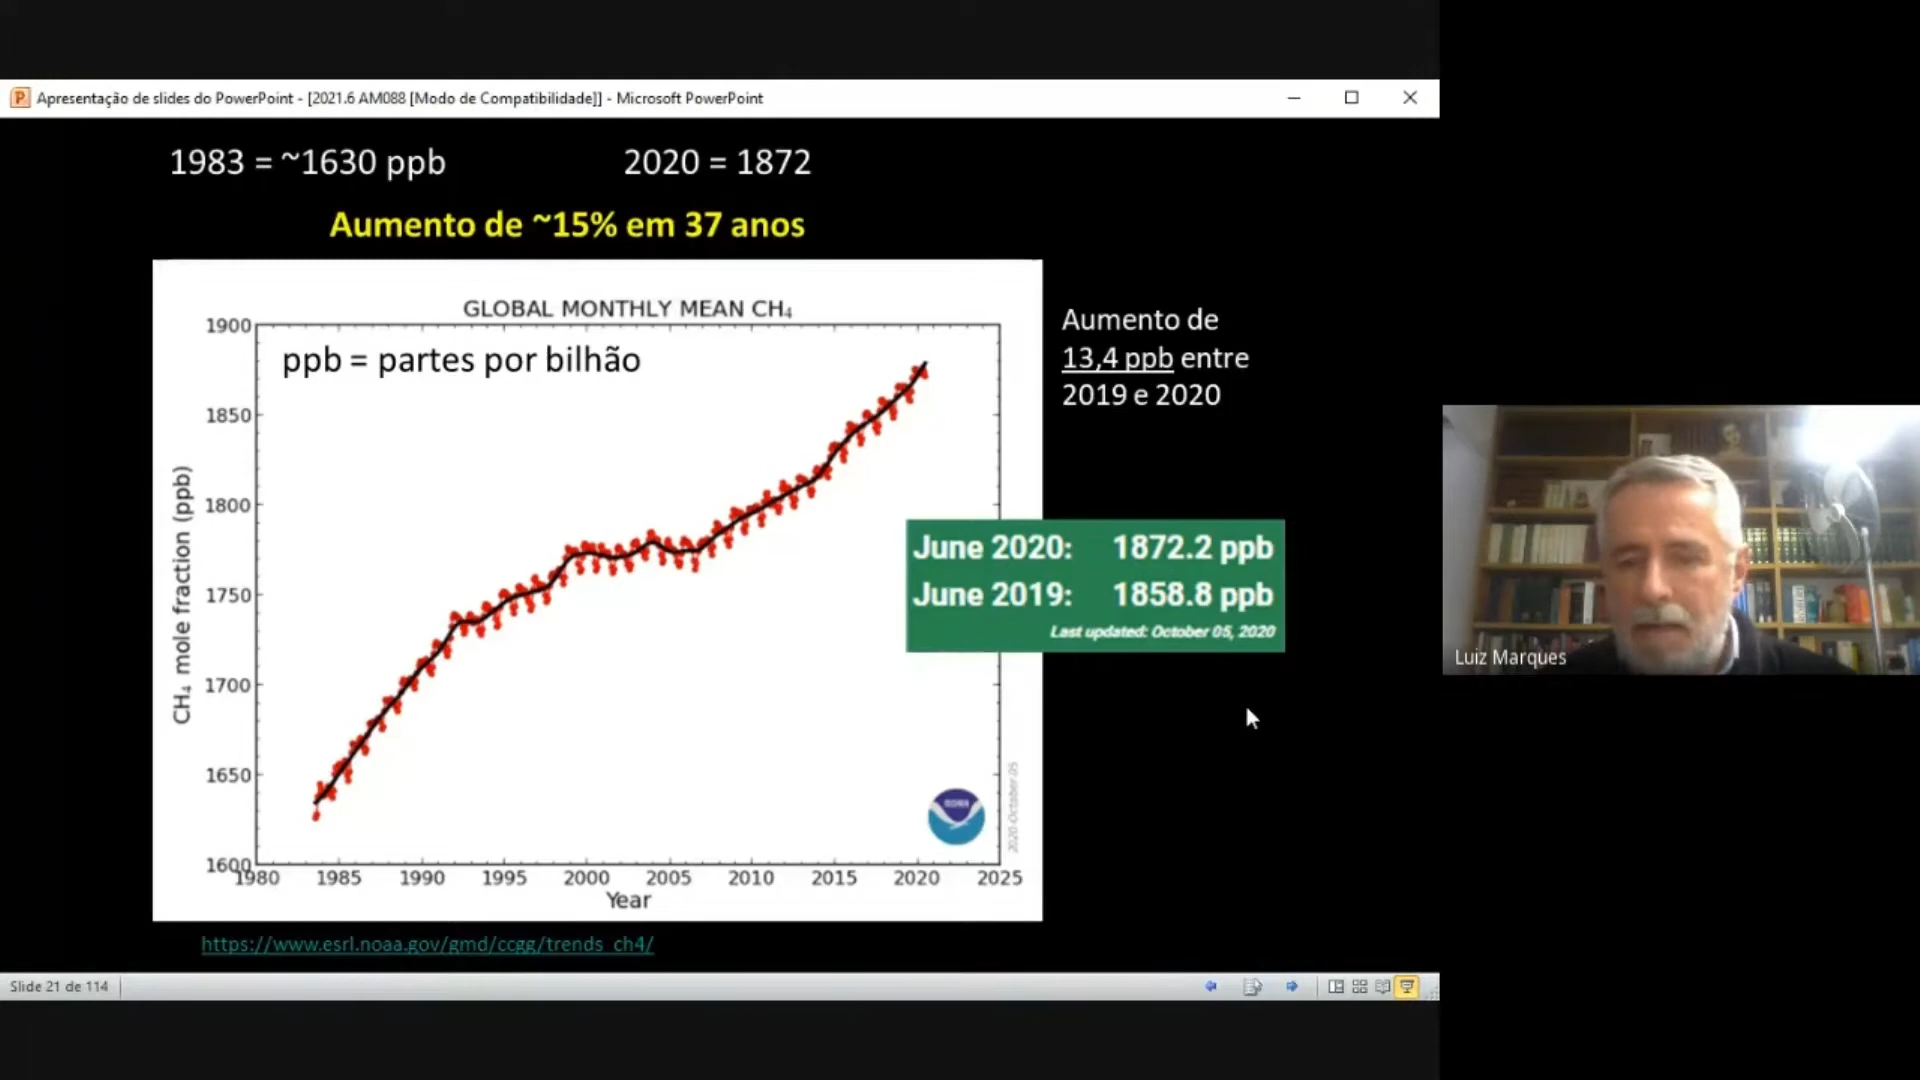 Apresentação de slides do PowerPoint - [2021.6 AM088 [Modo de Compatibilidade]] - Microsoft PowerPoint
1983 = ~1630 ppb
2020 = 1872
Aumento de ~15% em 37 anos
GLOBAL MONTHLY MEAN CH₄
ppb = partes por bilhão
1900
1850
1800
1750
1700
1650
1600
CH₄ mole fraction (ppb)
1980 1985 1990 1995 2000 2005 2010 2015 2020 2025
Year
NOAA
2020-October-05
Aumento de
13,4 ppb entre
2019 e 2020
June 2020: 1872.2 ppb
June 2019: 1858.8 ppb
Last updated: October 05, 2020
https://www.esrl.noaa.gov/gmd/ccgg/trends_ch4/
Slide 21 de 114
Luiz Marques